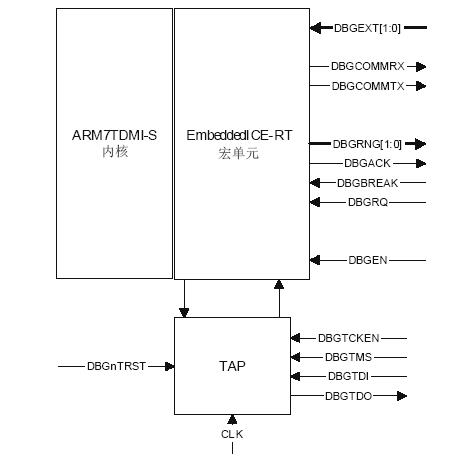 DBGEXT[1:0]
DBGCOMMRX
DBGCOMMTX
ARM7TDMI-S
内核
EmbeddedICE-RT
宏单元
DBGRNG[1:0]
DBGACK
DBGBREAK
DBGRQ
DBGEN
DBGTCKEN
DBGTMS
DBGnTRST
TAP
DBGTDI
DBGTDO
CLK